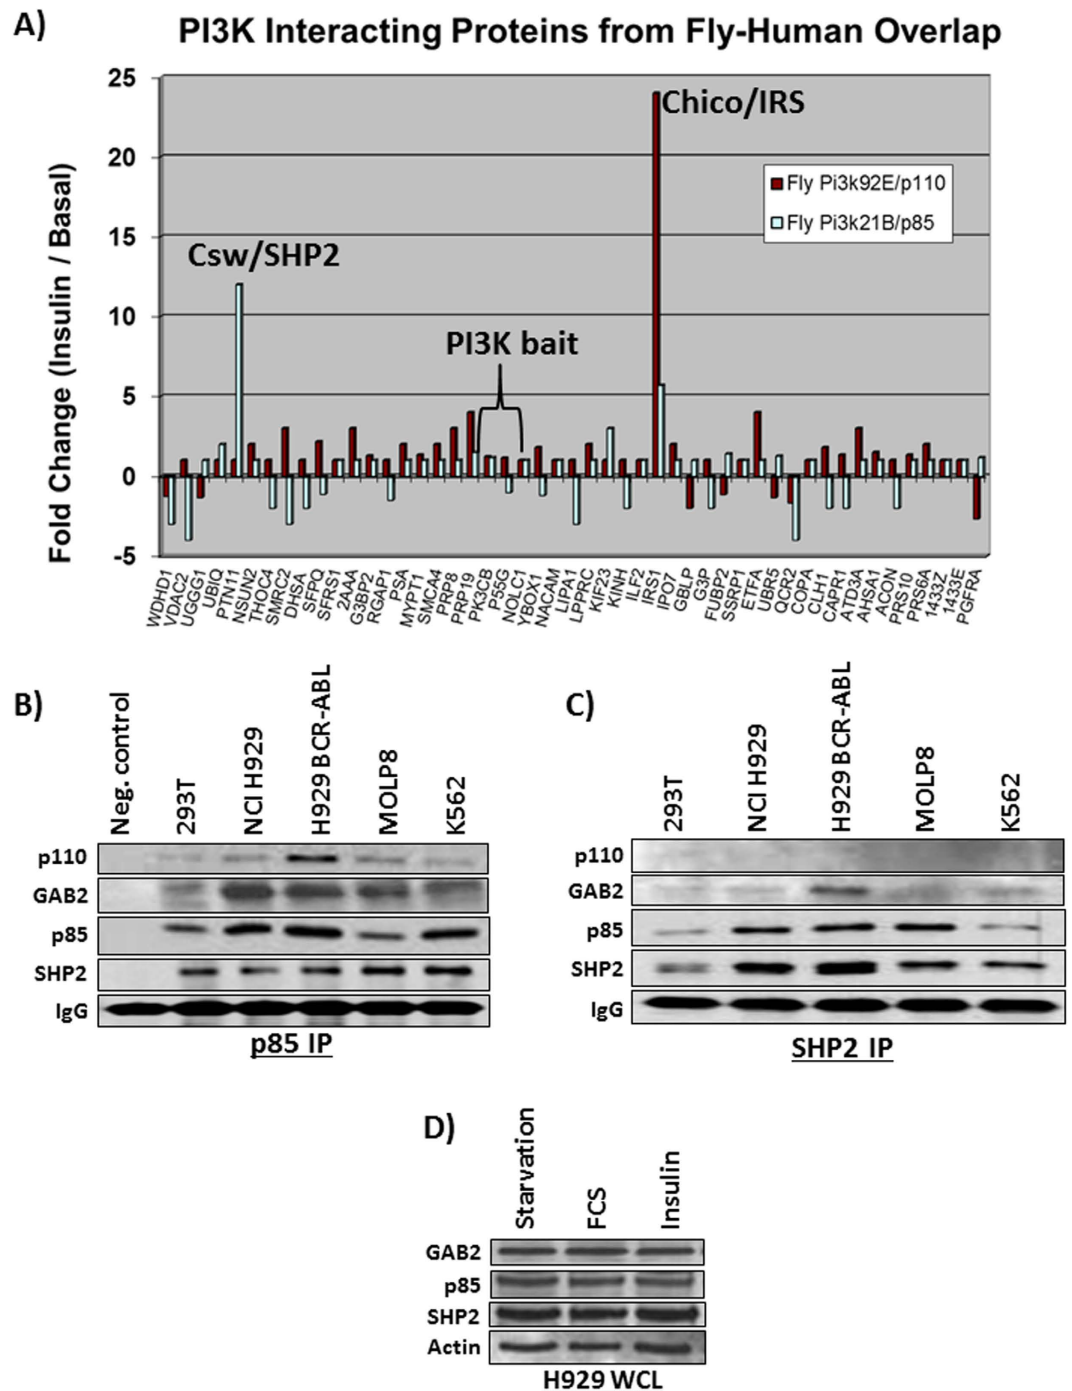 A)
PI3K Interacting Proteins from Fly-Human Overlap
Fold Change (Insulin / Basal)
25
20
15
10
5
0
-5
Chico/IRS
Csw/SHP2
PI3K bait
Fly Pi3k92E/p110
Fly Pi3k21B/p85
WDHD1
VDAC2
UGGG1
UBIQ
PTN11
NSUN2
THOC4
SMRC2
DHSA
SFPQ
SFRS1
2AAA
G3BP2
RGAP1
PSA
MYPT1
SMCA4
PRP8
PRP19
PK3CB
P55G
NOLC1
YBOX1
NACAM
LIPA1
LPPRC
KIF23
KINH
ILF2
IRS1
IPO7
GBLP
G3P
FUBP2
SSRP1
ETFA
UBR5
QCR2
COPA
CLH1
CAPR1
ATD3A
AHSA1
ACON
PRS10
PRS6A
1433Z
1433E
PGFRA
B)
Neg. control
293T
NCI H929
H929 BCR-ABL
MOLP8
K562
p110
GAB2
p85
SHP2
IgG
p85 IP
C)
293T
NCI H929
H929 BCR-ABL
MOLP8
K562
p110
GAB2
p85
SHP2
IgG
SHP2 IP
D)
Starvation
FCS
Insulin
GAB2
p85
SHP2
Actin
H929 WCL